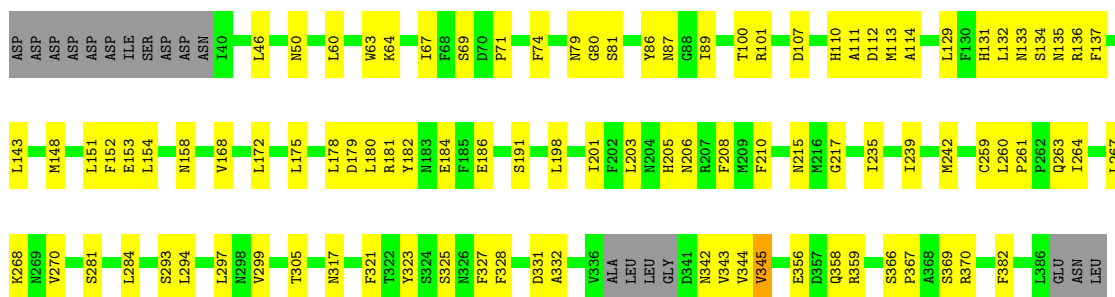 ASP ASP ASP ASP ASP ASP ILE SER ASP ASP ASN I40 L46 N50 L60 W63 K64 I67 F68 S69 D70 P71 F74 N79 G80 S81 Y86 N87 G88 I89 T100 R101 D107 H110 A111 D112 M113 A114 L129 F130 H131 L132 N133 S134 N135 R136 F137
L143 M148 L151 F152 E153 L154 N158 V168 L172 L175 L178 D179 L180 R181 Y182 N183 E184 F185 E186 S191 L198 I201 F202 L203 N204 H205 N206 R207 F208 M209 F210 N215 M216 G217 I235 I239 M242 C259 L260 P261 P262 Q263 I264
K268 N269 V270 S281 L284 S293 L294 L297 N298 V299 T305 N317 F321 T322 Y323 S324 S325 N326 F327 F328 D331 A332 V336 ALA LEU LEU GLY D341 N342 V343 V344 V345 E356 D357 Q358 R359 S366 P367 A368 S369 R370 F382 L386 GLU ASN LEU